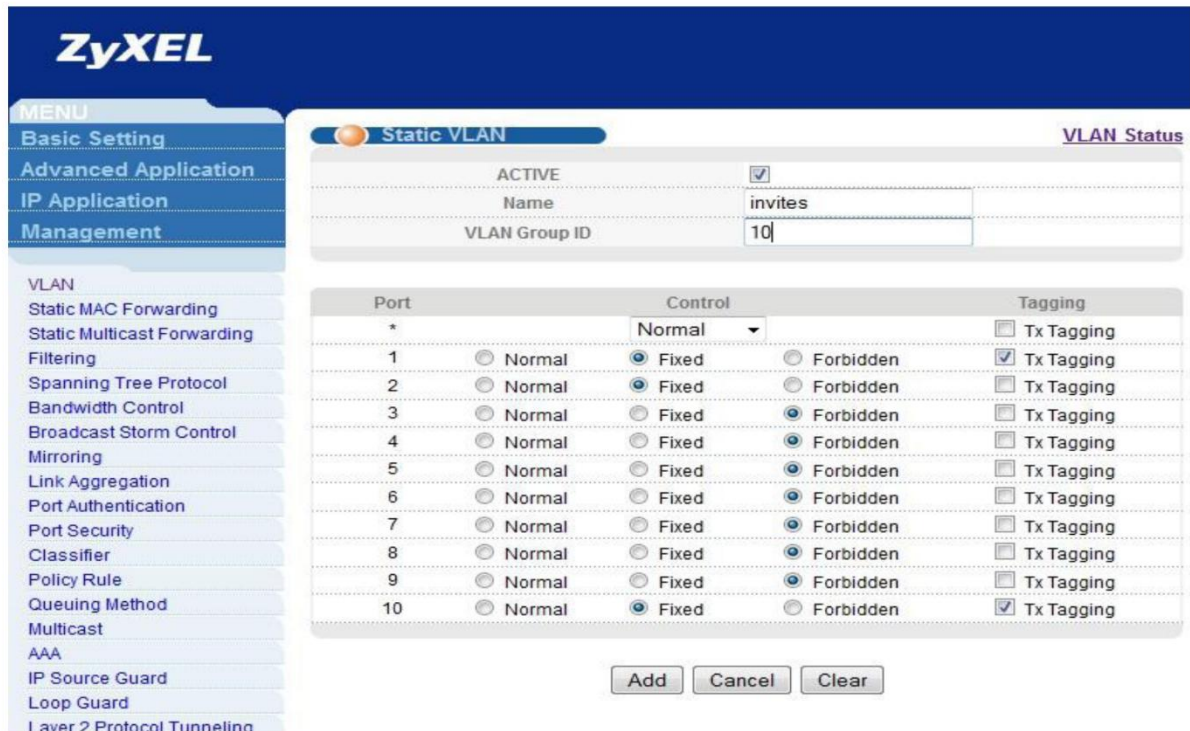 ZyXEL
MENU
Basic Setting
Advanced Application
IP Application
Management
VLAN
Static MAC Forwarding
Static Multicast Forwarding
Filtering
Spanning Tree Protocol
Bandwidth Control
Broadcast Storm Control
Mirroring
Link Aggregation
Port Authentication
Port Security
Classifier
Policy Rule
Queuing Method
Multicast
AAA
IP Source Guard
Loop Guard
Layer 2 Protocol Tunneling
Static VLAN VLAN Status
ACTIVE
Name invites
VLAN Group ID 10
Port Control Tagging
* Normal Tx Tagging
1 Normal Fixed Forbidden Tx Tagging
2 Normal Fixed Forbidden Tx Tagging
3 Normal Fixed Forbidden Tx Tagging
4 Normal Fixed Forbidden Tx Tagging
5 Normal Fixed Forbidden Tx Tagging
6 Normal Fixed Forbidden Tx Tagging
7 Normal Fixed Forbidden Tx Tagging
8 Normal Fixed Forbidden Tx Tagging
9 Normal Fixed Forbidden Tx Tagging
10 Normal Fixed Forbidden Tx Tagging
Add Cancel Clear